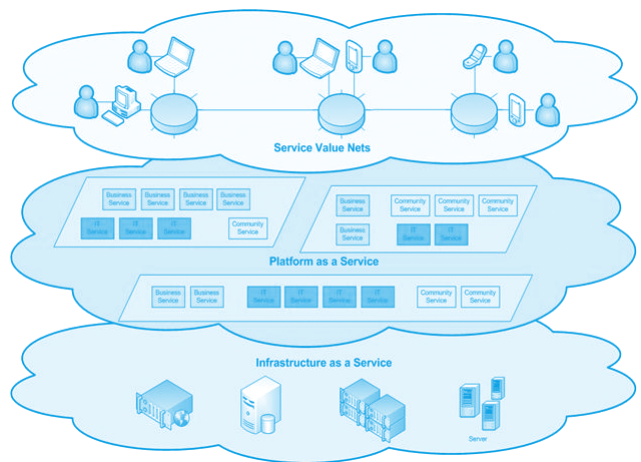 Service Value Nets
Business Business Business Business
Service Service Service Service
IT IT IT Community
Service Service Service Service
Business Community Community Community
Service Service Service Service
Business IT IT
Service Service Service
Platform as a Service
Business Business IT IT IT IT Community Community
Service Service Service Service Service Service Service Service
Infrastructure as a Service
Server